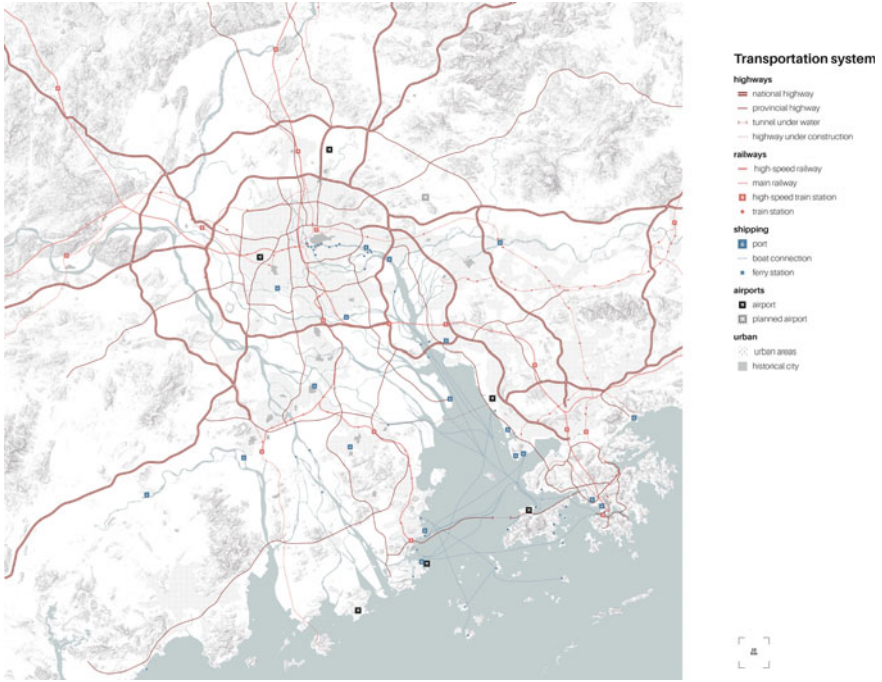 Transportation system
highways
national highway
provincial highway
tunnel under water
highway under construction
railways
high-speed railway
main railway
high-speed train station
train station
shipping
port
boat connection
ferry station
airports
airport
planned airport
urban
urban areas
historical city